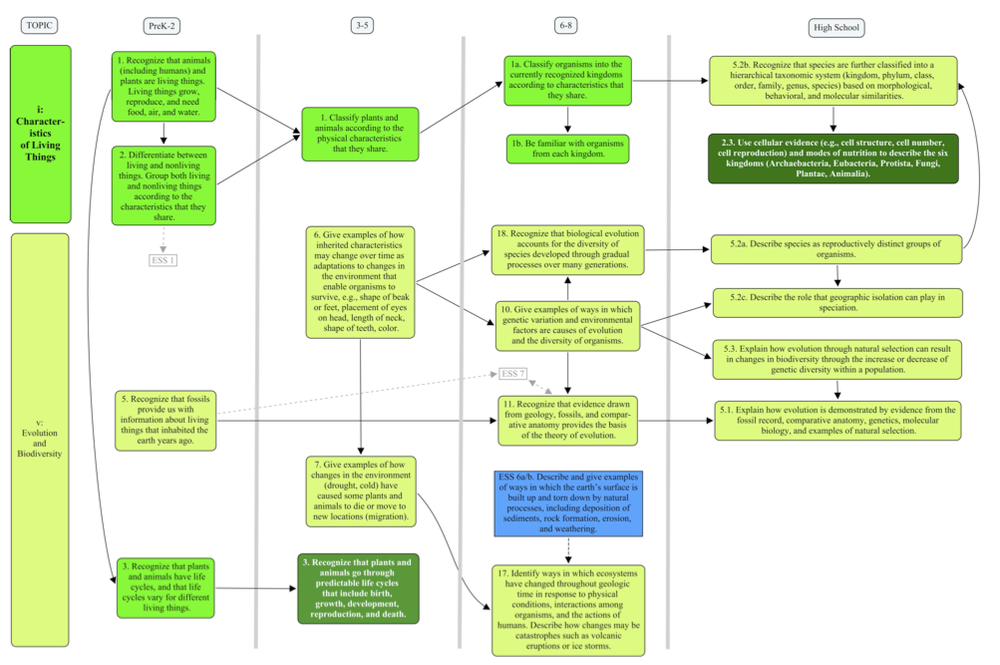 TOPIC
PreK-2
3-5
6-8
High School
i:
Character-
istics
of Living
Things
1. Recognize that animals
(including humans) and
plants are living things.
Living things grow,
reproduce, and need
food, air, and water.
2. Differentiate between
living and nonliving
things. Group both living
and nonliving things
according to the
characteristics that they
share.
ESS 1
1. Classify plants and
animals according to the
physical characteristics
that they share.
1a. Classify organisms into the
currently recognized kingdoms
according to characteristics that
they share.
1b. Be familiar with organisms
from each kingdom.
5.2b. Recognize that species are further classified into a
hierarchical taxonomic system (kingdom, phylum, class,
order, family, genus, species) based on morphological,
behavioral, and molecular similarities.
2.3. Use cellular evidence (e.g., cell structure, cell number,
cell reproduction) and modes of nutrition to describe the six
kingdoms (Archaebacteria, Eubacteria, Protista, Fungi,
Plantae, Animalia).
v:
Evolution
and
Biodiversity
5. Recognize that fossils
provide us with
information about living
things that inhabited the
earth years ago.
3. Recognize that plants
and animals have life
cycles, and that life
cycles vary for different
living things.
6. Give examples of how
inherited characteristics
may change over time as
adaptations to changes in
the environment that
enable organisms to
survive, e.g., shape of beak
or feet, placement of eyes
on head, length of neck,
shape of teeth, color.
7. Give examples of how
changes in the environment
(drought, cold) have
caused some plants and
animals to die or move to
new locations (migration).
3. Recognize that plants and
animals go through
predictable life cycles
that include birth,
growth, development,
reproduction, and death.
18. Recognize that biological evolution
accounts for the diversity of
species developed through gradual
processes over many generations.
10. Give examples of ways in which
genetic variation and environmental
factors are causes of evolution
and the diversity of organisms.
ESS 7
11. Recognize that evidence drawn
from geology, fossils, and compar-
ative anatomy provides the basis
of the theory of evolution.
ESS 6a/b. Describe and give examples
of ways in which the earth's surface is
built up and torn down by natural
processes, including deposition of
sediments, rock formation, erosion,
and weathering.
17. Identify ways in which ecosystems
have changed throughout geologic
time in response to physical
conditions, interactions among
organisms, and the actions of
humans. Describe how changes may be
catastrophes such as volcanic
eruptions or ice storms.
5.2a. Describe species as reproductively distinct groups of
organisms.
5.2c. Describe the role that geographic isolation can play in
speciation.
5.3. Explain how evolution through natural selection can result
in changes in biodiversity through the increase or decrease of
genetic diversity within a population.
5.1. Explain how evolution is demonstrated by evidence from the
fossil record, comparative anatomy, genetics, molecular
biology, and examples of natural selection.